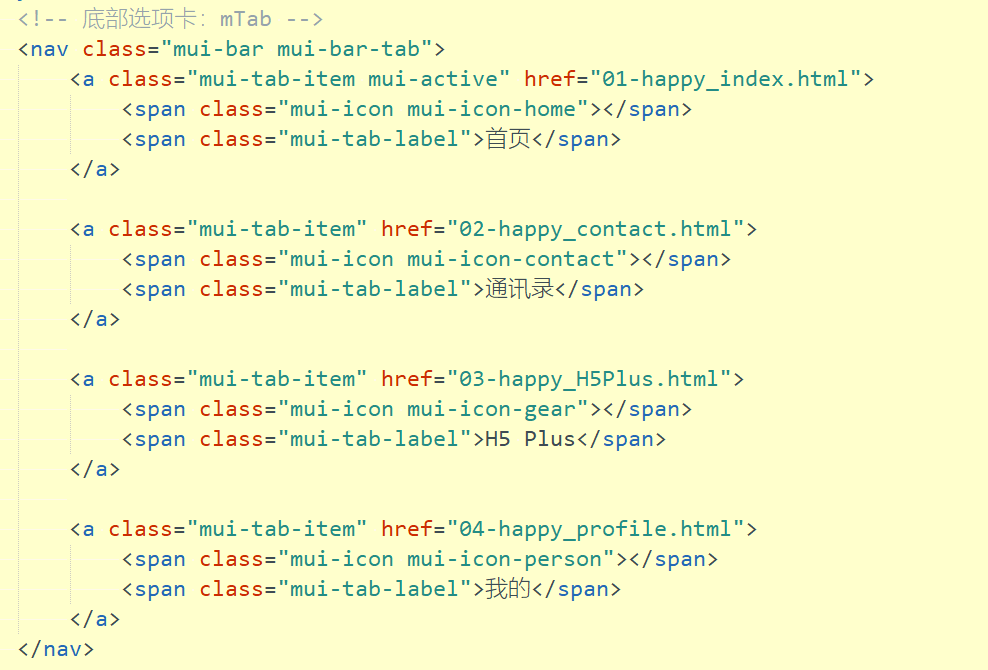 <!-- 底部选项卡：mTab -->
<nav class="mui-bar mui-bar-tab">
    <a class="mui-tab-item mui-active" href="01-happy_index.html">
        <span class="mui-icon mui-icon-home"></span>
        <span class="mui-tab-label">首页</span>
    </a>

    <a class="mui-tab-item" href="02-happy_contact.html">
        <span class="mui-icon mui-icon-contact"></span>
        <span class="mui-tab-label">通讯录</span>
    </a>

    <a class="mui-tab-item" href="03-happy_H5Plus.html">
        <span class="mui-icon mui-icon-gear"></span>
        <span class="mui-tab-label">H5 Plus</span>
    </a>

    <a class="mui-tab-item" href="04-happy_profile.html">
        <span class="mui-icon mui-icon-person"></span>
        <span class="mui-tab-label">我的</span>
    </a>
</nav>